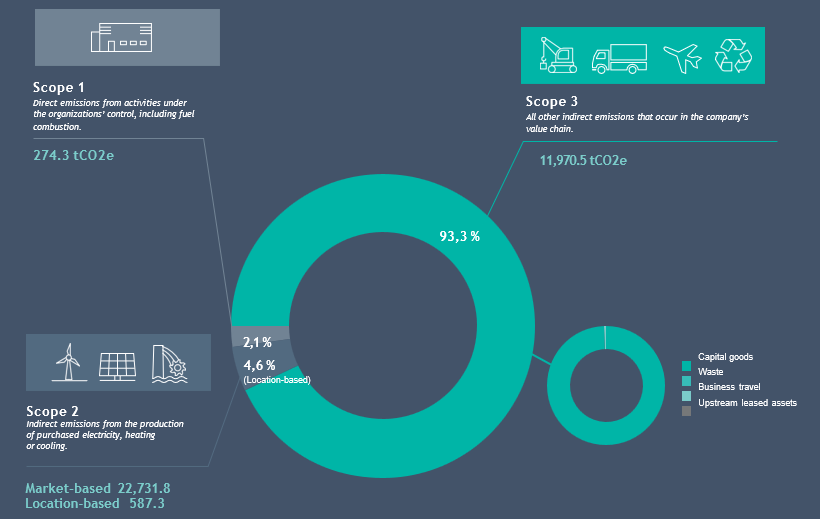 Scope 1
Direct emissions from activities under
the organizations' control, including fuel
combustion.
274.3 tCO2e
Scope 3
All other indirect emissions that occur in the company's
value chain.
11,970.5 tCO2e
93,3 %
2,1 %
4,6 %
(Location-based)
Scope 2
Indirect emissions from the production
of purchased electricity, heating
or cooling.
Market-based 22,731.8
Location-based 587.3
Capital goods
Waste
Business travel
Upstream leased assets